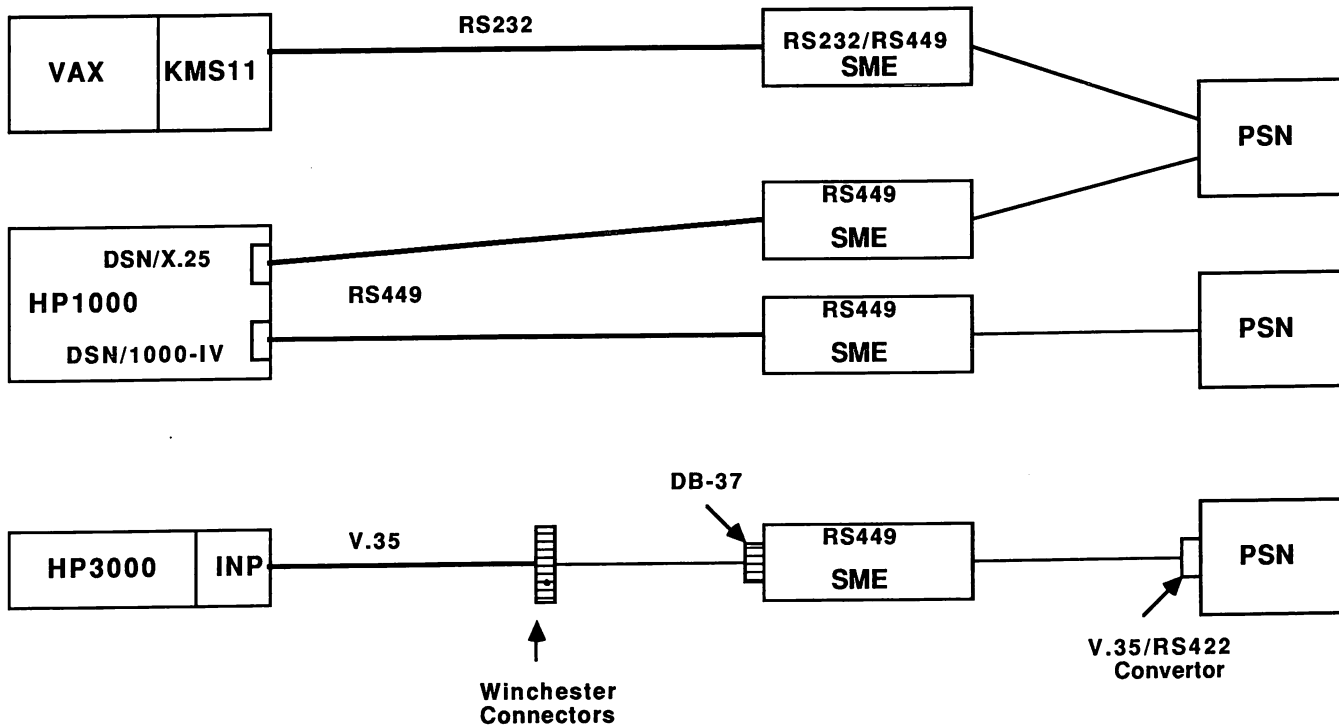 RS232
VAX
KMS11
RS232/RS449
SME
PSN
RS449
SME
DSN/X.25
HP1000
RS449
DSN/1000-IV
RS449
SME
PSN
DB-37
HP3000
INP
V.35
RS449
SME
PSN
V.35/RS422
Convertor
Winchester
Connectors